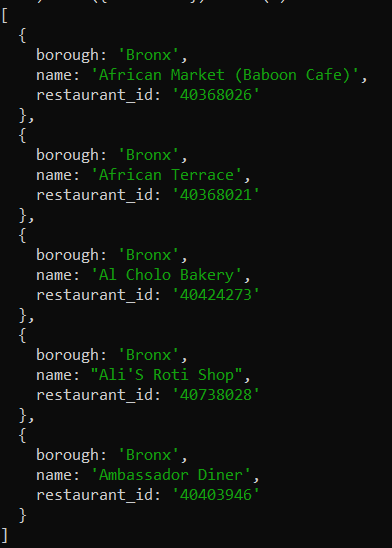 [
  {
    borough: 'Bronx',
    name: 'African Market (Baboon Cafe)',
    restaurant_id: '40368026'
  },
  {
    borough: 'Bronx',
    name: 'African Terrace',
    restaurant_id: '40368021'
  },
  {
    borough: 'Bronx',
    name: 'Al Cholo Bakery',
    restaurant_id: '40424273'
  },
  {
    borough: 'Bronx',
    name: "Ali'S Roti Shop",
    restaurant_id: '40738028'
  },
  {
    borough: 'Bronx',
    name: 'Ambassador Diner',
    restaurant_id: '40403946'
  }
]